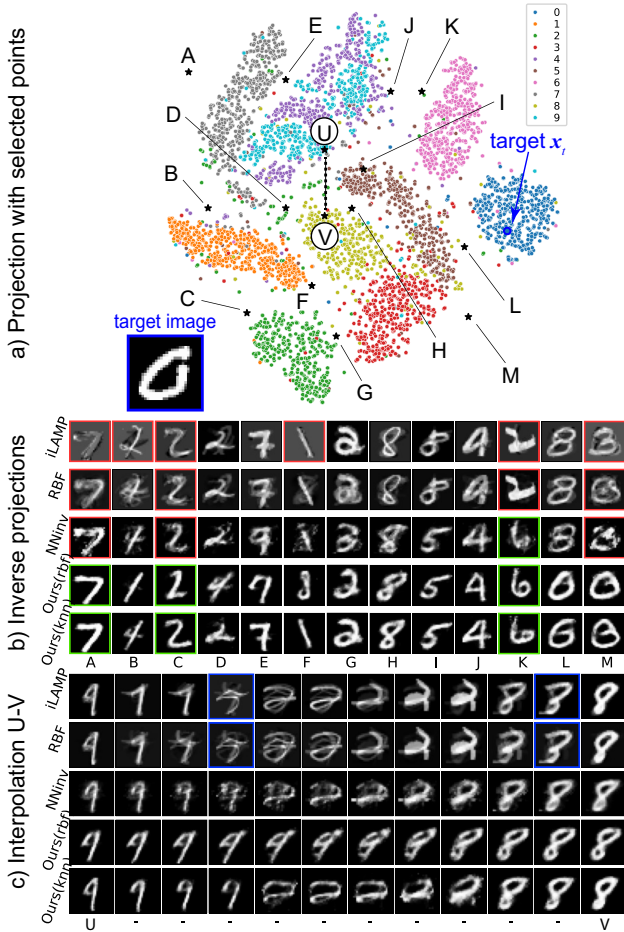 a) Projection with selected points
A
E
J
K
I
D
B
C
F
G
H
L
M
U
V
0
1
2
3
4
5
6
7
8
9
target xₜ
target image
b) Inverse projections
iLAMP
RBF
NNinv
Ours(rbf)
Ours(knn)
A B C D E F G H I J K L M
c) Interpolation U-V
iLAMP
RBF
NNinv
Ours(rbf)
Ours(knn)
U - - - - - - - - - - - V